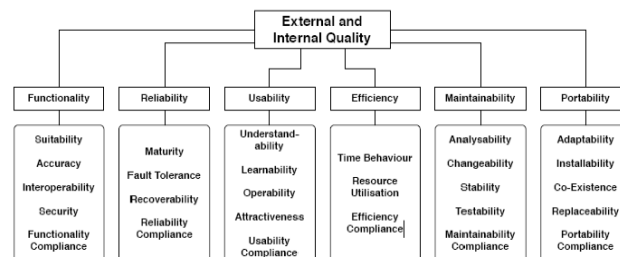 External and
Internal Quality
Functionality
Reliability
Usability
Efficiency
Maintainability
Portability
Suitability
Accuracy
Interoperability
Security
Functionality
Compliance
Maturity
Fault Tolerance
Recoverability
Reliability
Compliance
Understand-
ability
Learnability
Operability
Attractiveness
Usability
Compliance
Time Behaviour
Resource
Utilisation
Efficiency
Compliance
Analysability
Changeability
Stability
Testability
Maintainability
Compliance
Adaptability
Installability
Co-Existence
Replaceability
Portability
Compliance